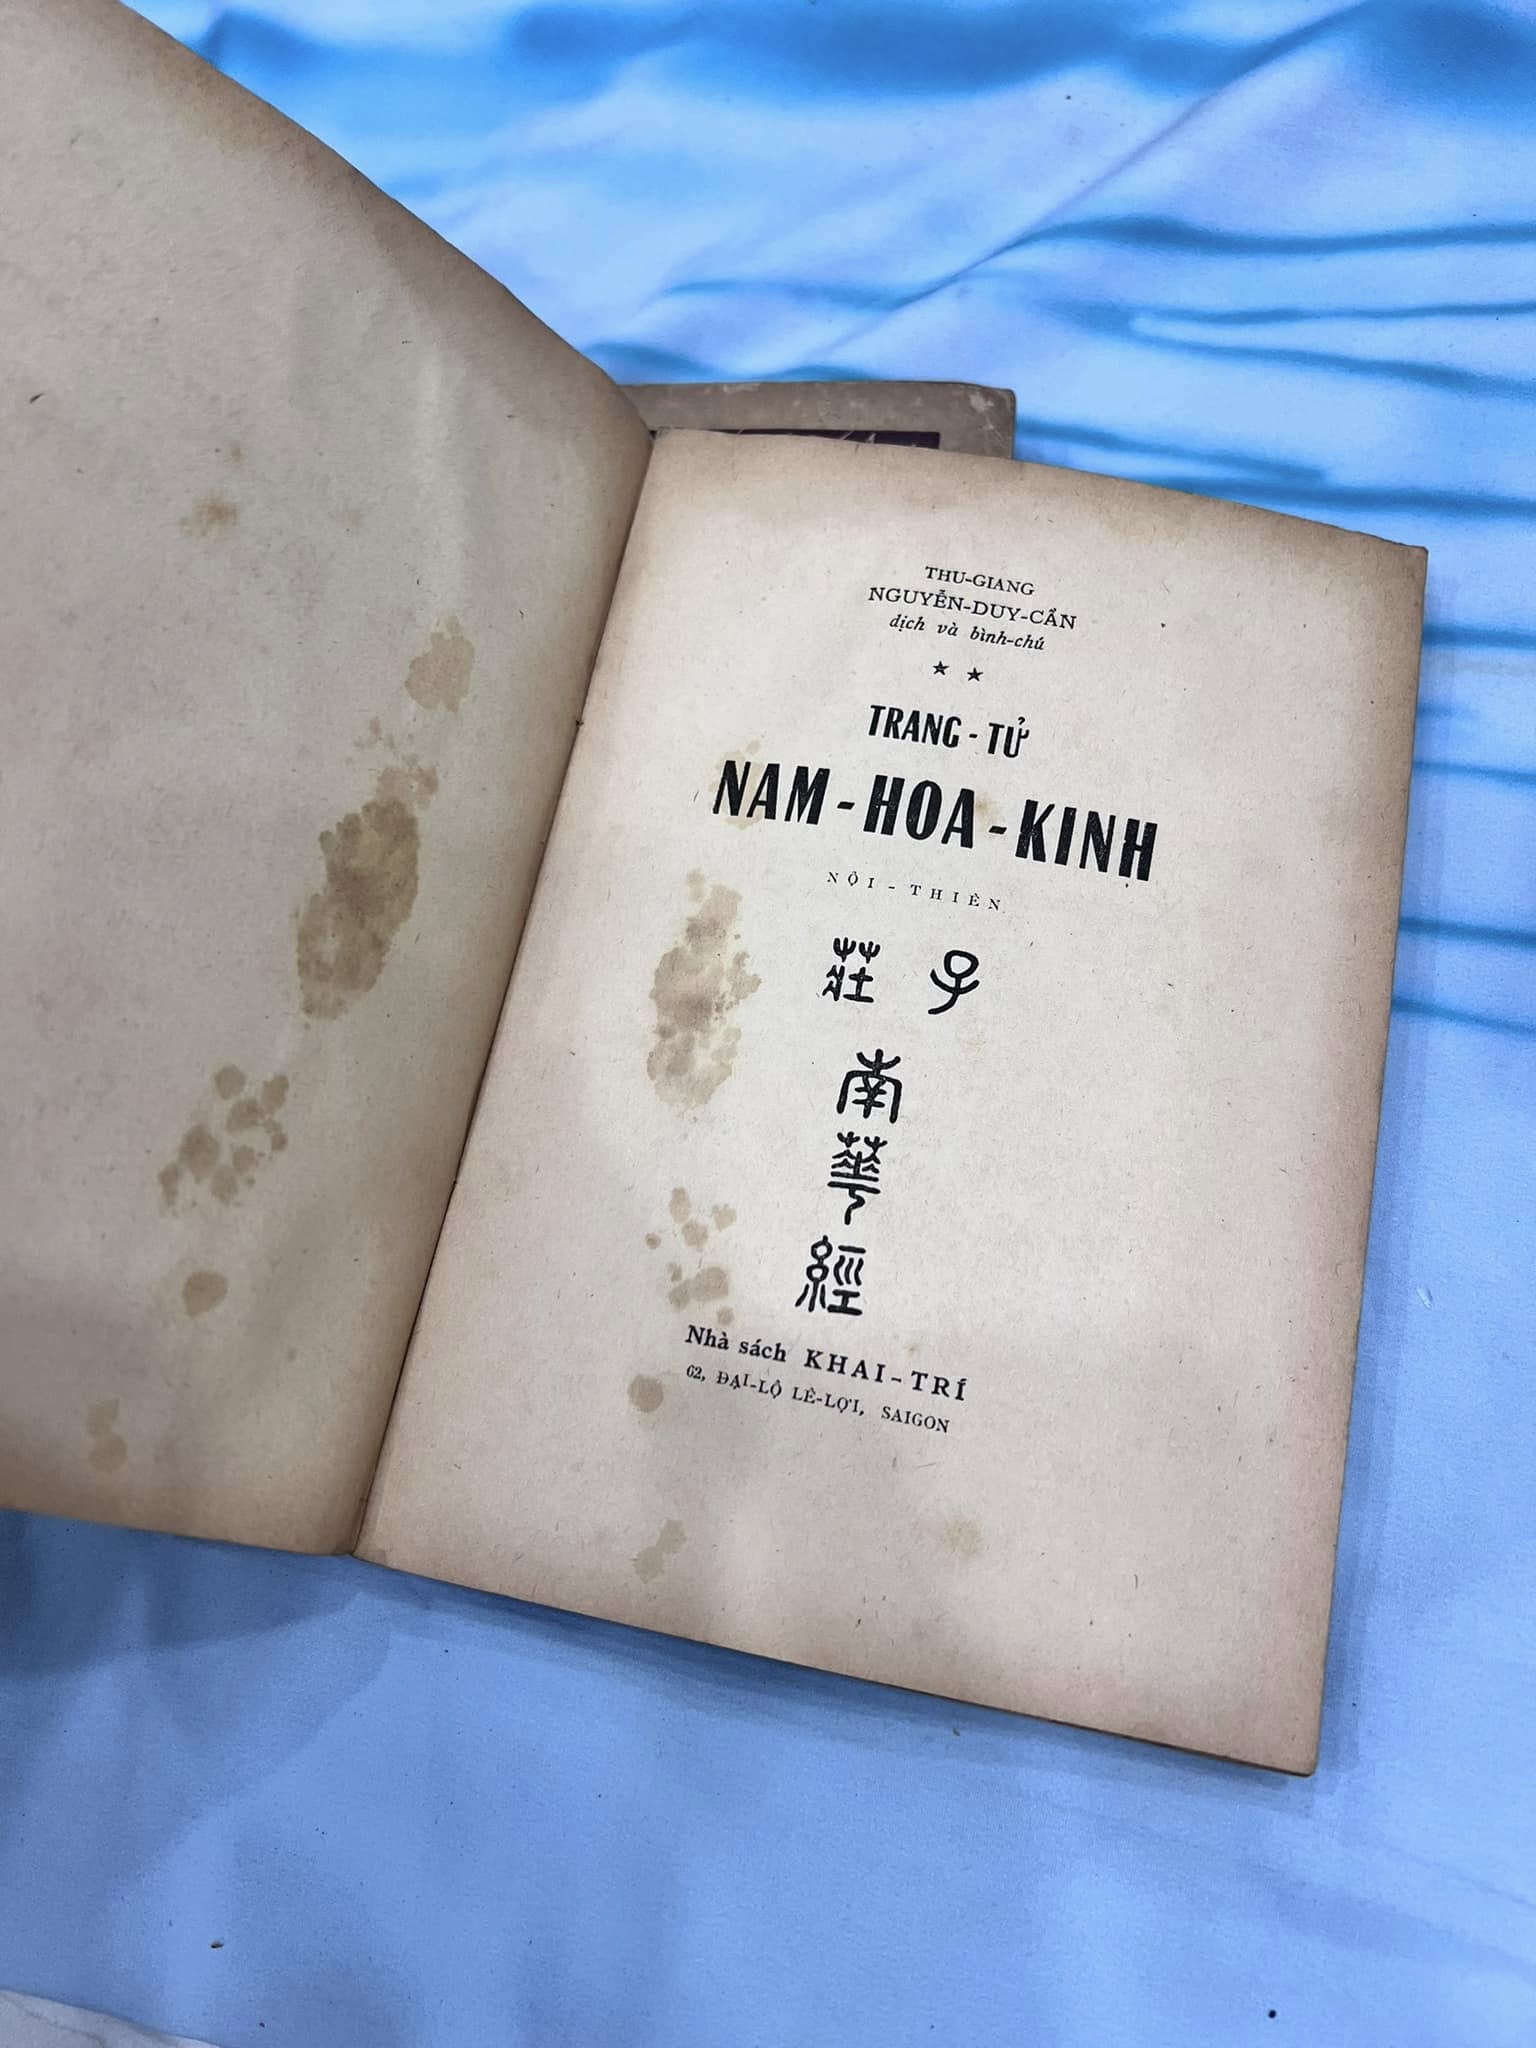 THU-GIANG
NGUYỄN-DUY-CẦN
dịch và bình-chú
★ ★
TRANG - TỬ
NAM - HOA - KINH
NỘI - THIÊN
莊 子
南
華
經
Nhà sách KHAI - TRÍ
62, ĐẠI-LỘ LÊ-LỢI, SAIGON